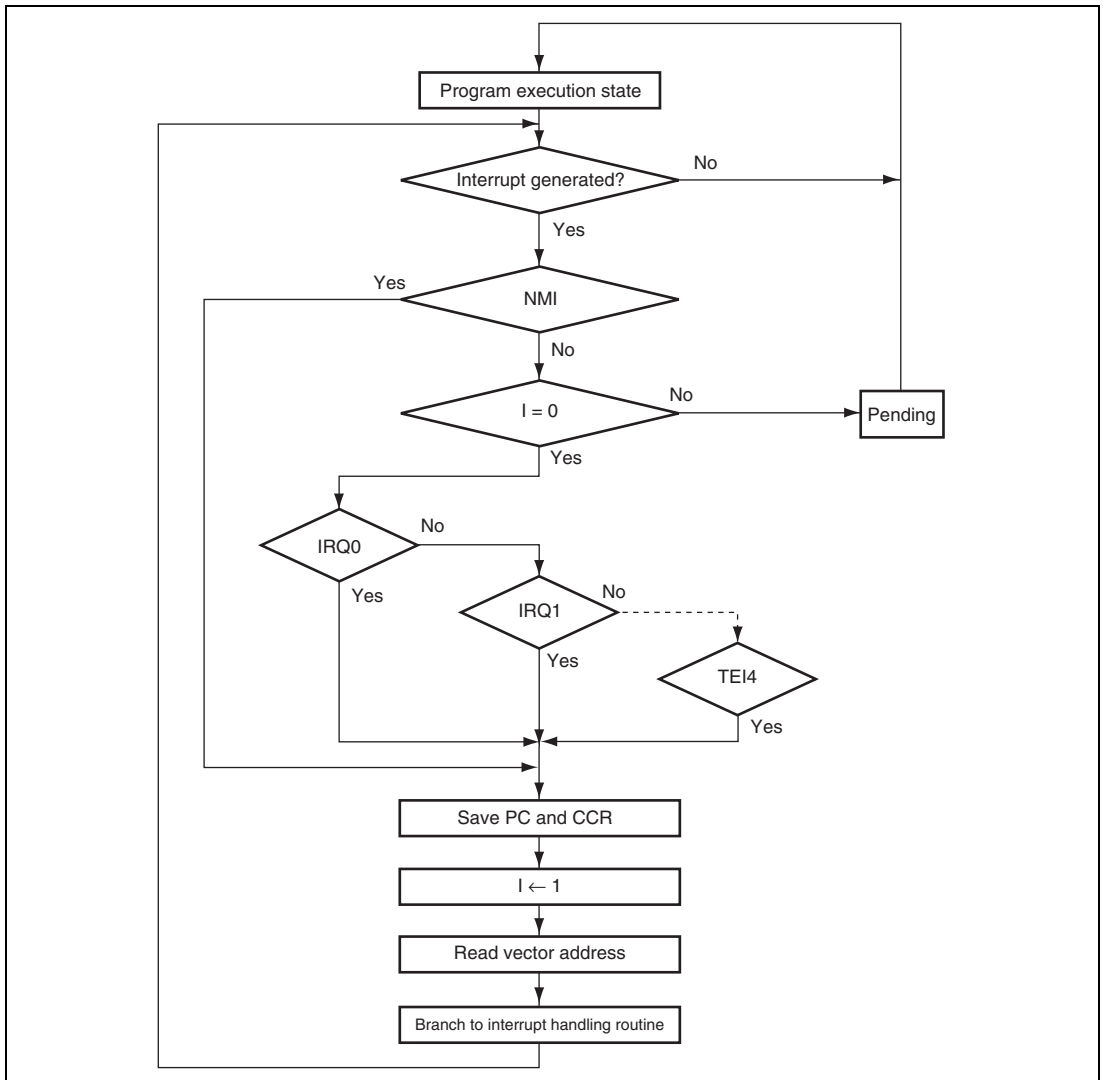 Program execution state
Interrupt generated?
No
Yes
Yes
NMI
No
I = 0
No
Pending
Yes
IRQ0
No
Yes
IRQ1
No
Yes
TEI4
Yes
Save PC and CCR
I ← 1
Read vector address
Branch to interrupt handling routine